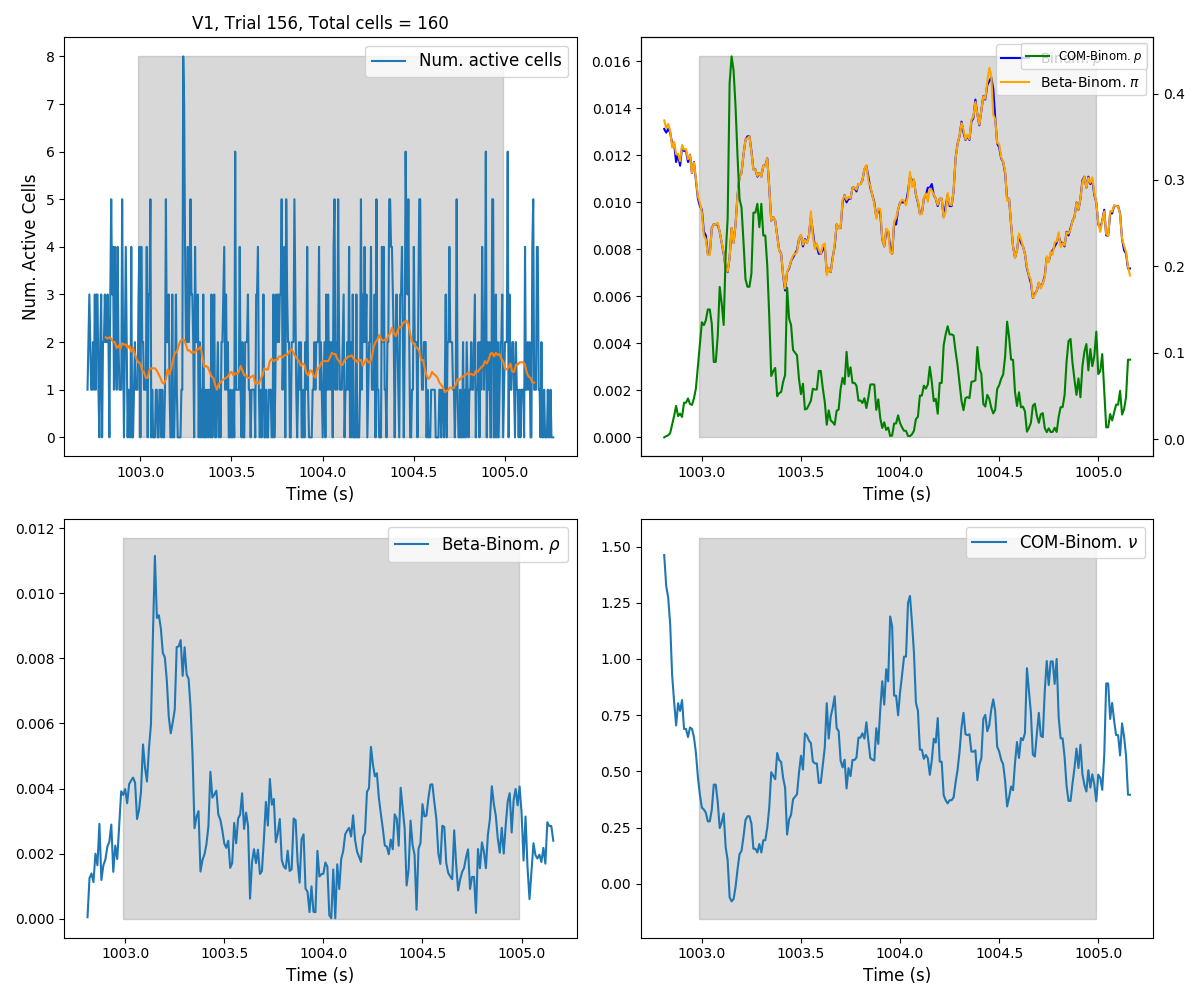 V1, Trial 156, Total cells = 160
Num. active cells
8
7
6
5
4
3
2
1
0
Num. Active Cells
1003.0 1003.5 1004.0 1004.5 1005.0
Time (s)
COM-Binom. p
Beta-Binom. π
0.016
0.014
0.012
0.010
0.008
0.006
0.004
0.002
0.000
0.4
0.3
0.2
0.1
0.0
1003.0 1003.5 1004.0 1004.5 1005.0
Time (s)
Beta-Binom. ρ
0.012
0.010
0.008
0.006
0.004
0.002
0.000
1003.0 1003.5 1004.0 1004.5 1005.0
Time (s)
COM-Binom. ν
1.50
1.25
1.00
0.75
0.50
0.25
0.00
1003.0 1003.5 1004.0 1004.5 1005.0
Time (s)